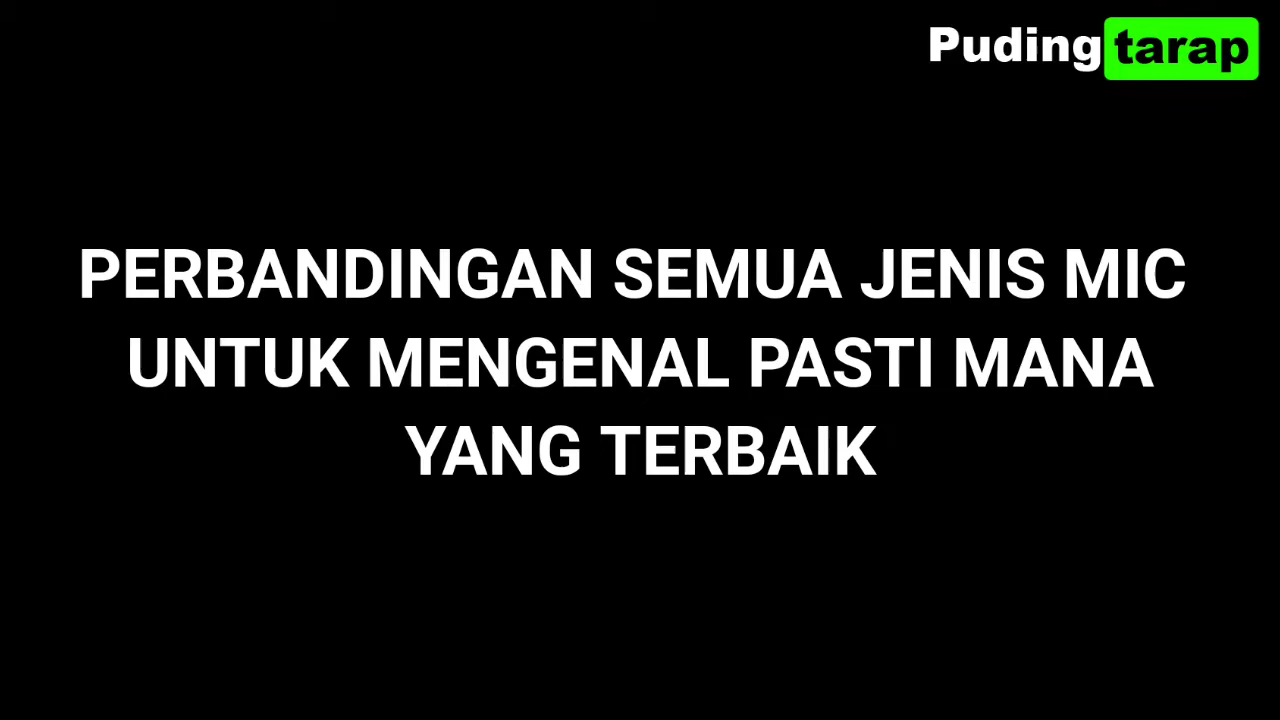 Puding tarap
PERBANDINGAN SEMUA JENIS MIC
UNTUK MENGENAL PASTI MANA
YANG TERBAIK